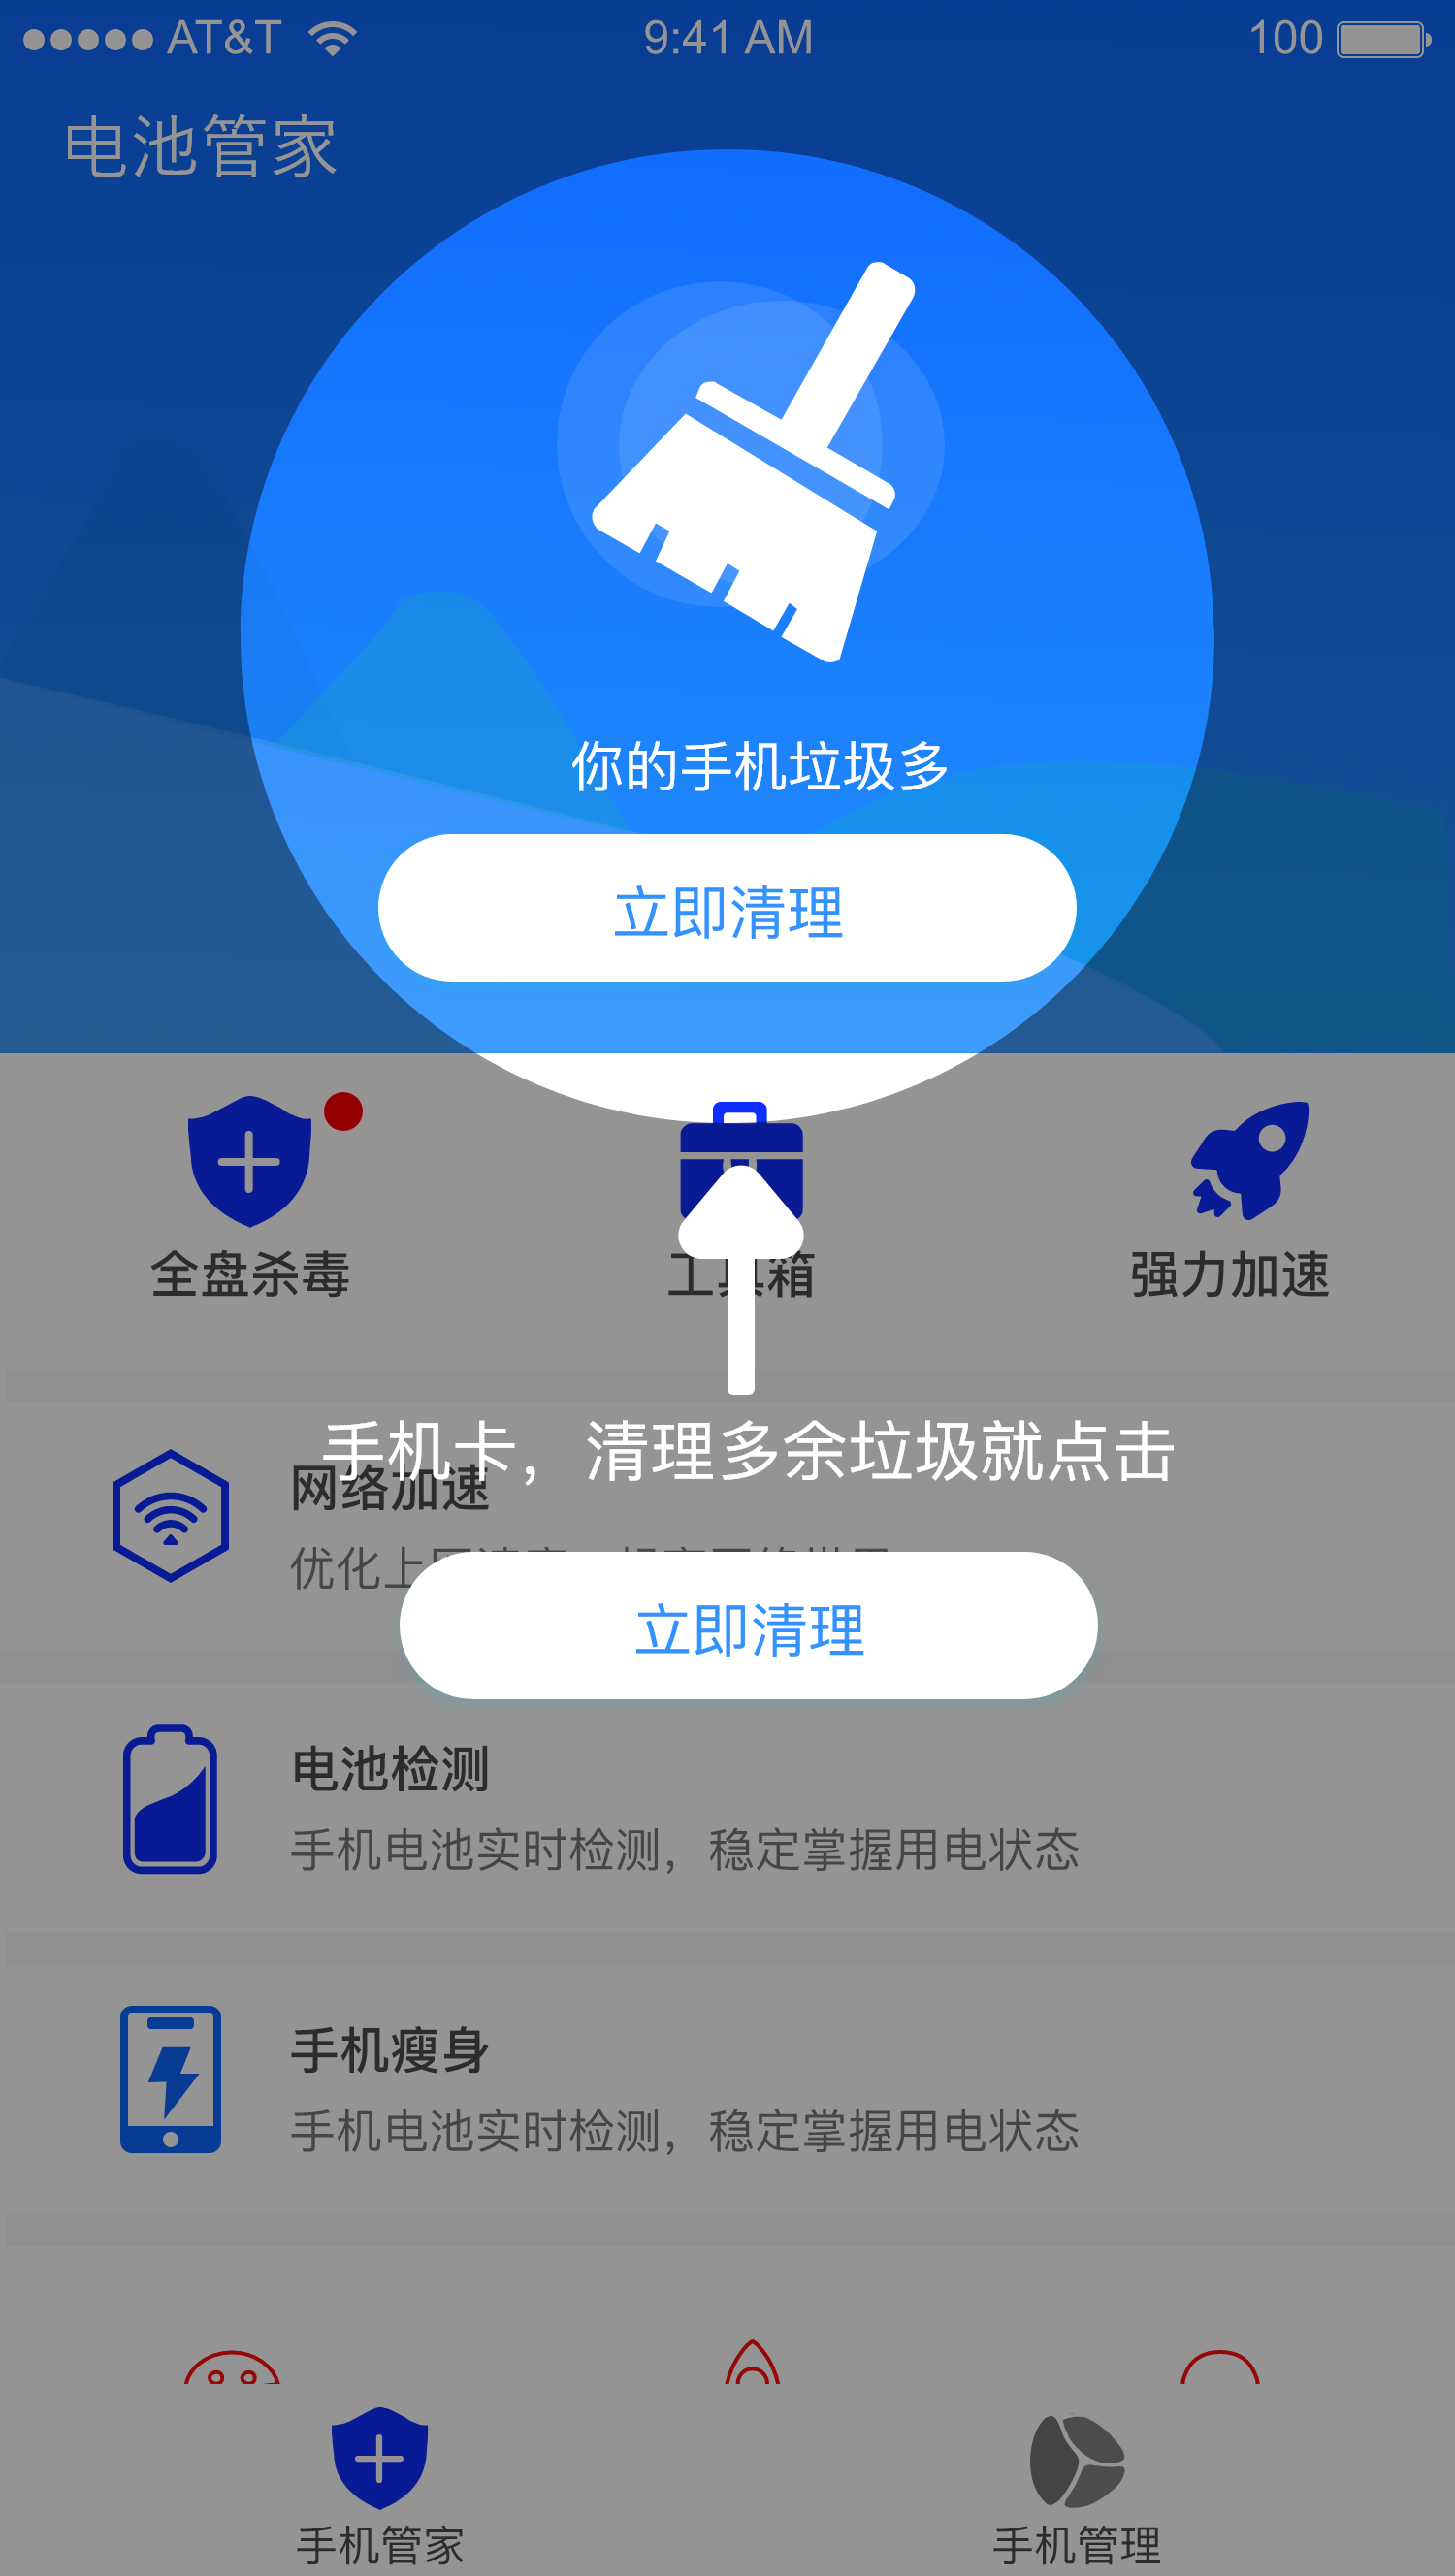 AT&T 9:41 AM 100
电池管家
你的手机垃圾多
立即清理
全盘杀毒 工具箱 强力加速
手机卡，清理多余垃圾就点击
网络加速
优化上网速度
立即清理
电池检测
手机电池实时检测，稳定掌握用电状态
手机瘦身
手机电池实时检测，稳定掌握用电状态
手机管家 手机管理